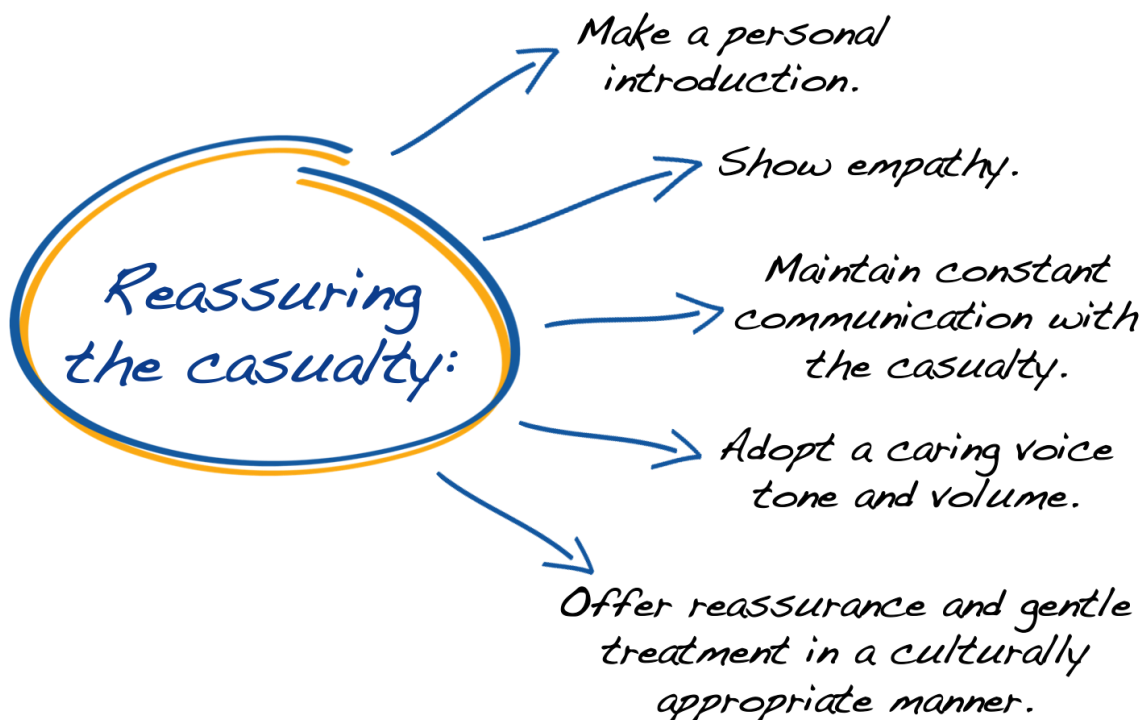 Reassuring
the casualty:
Make a personal
introduction.
Show empathy.
Maintain constant
communication with
the casualty.
Adopt a caring voice
tone and volume.
Offer reassurance and gentle
treatment in a culturally
appropriate manner.